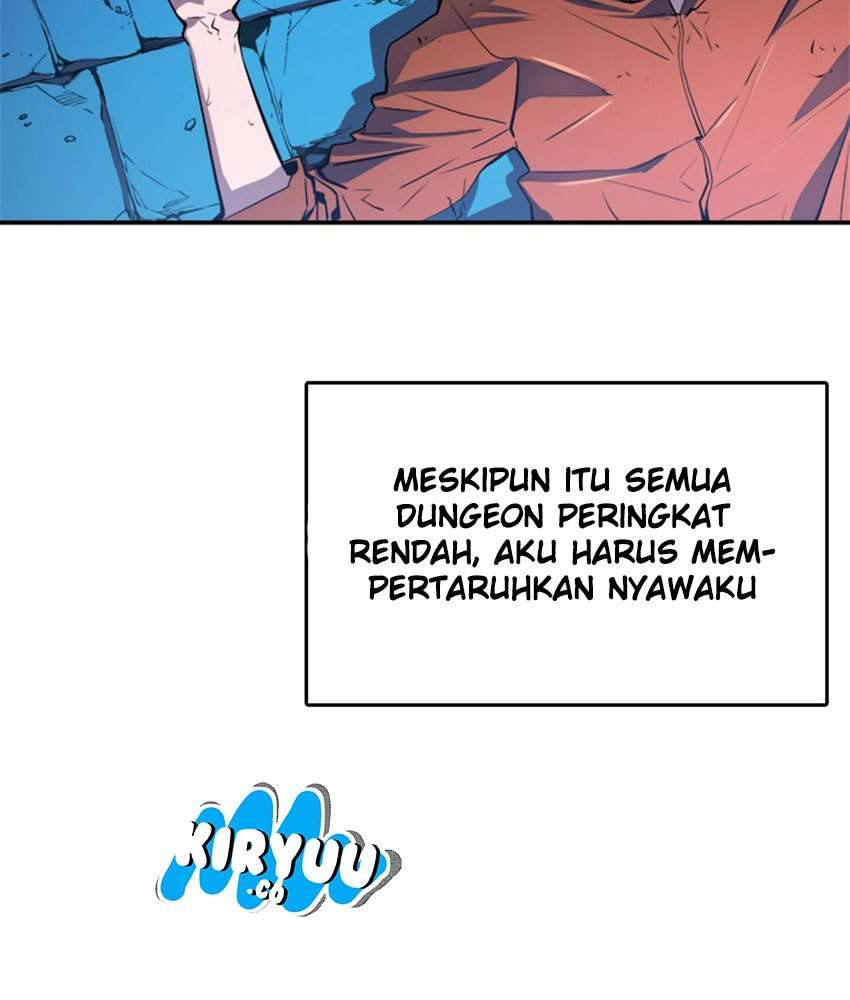 MESKIPUN ITU SEMUA
DUNGEON PERINGKAT
RENDAH, AKU HARUS MEM-
PERTARUHKAN NYAWAKU
KIRYUU
.CO